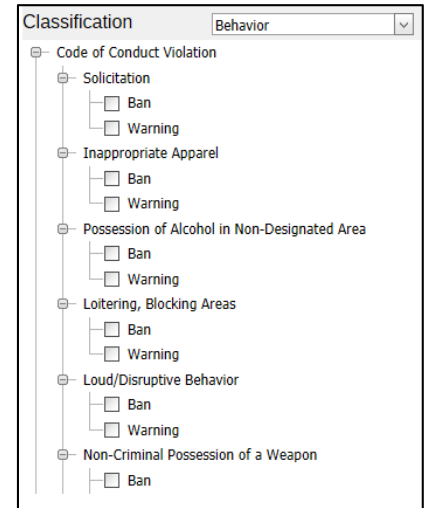 Classification Behavior
Code of Conduct Violation
Solicitation
Ban
Warning
Inappropriate Apparel
Ban
Warning
Possession of Alcohol in Non-Designated Area
Ban
Warning
Loitering, Blocking Areas
Ban
Warning
Loud/Disruptive Behavior
Ban
Warning
Non-Criminal Possession of a Weapon
Ban